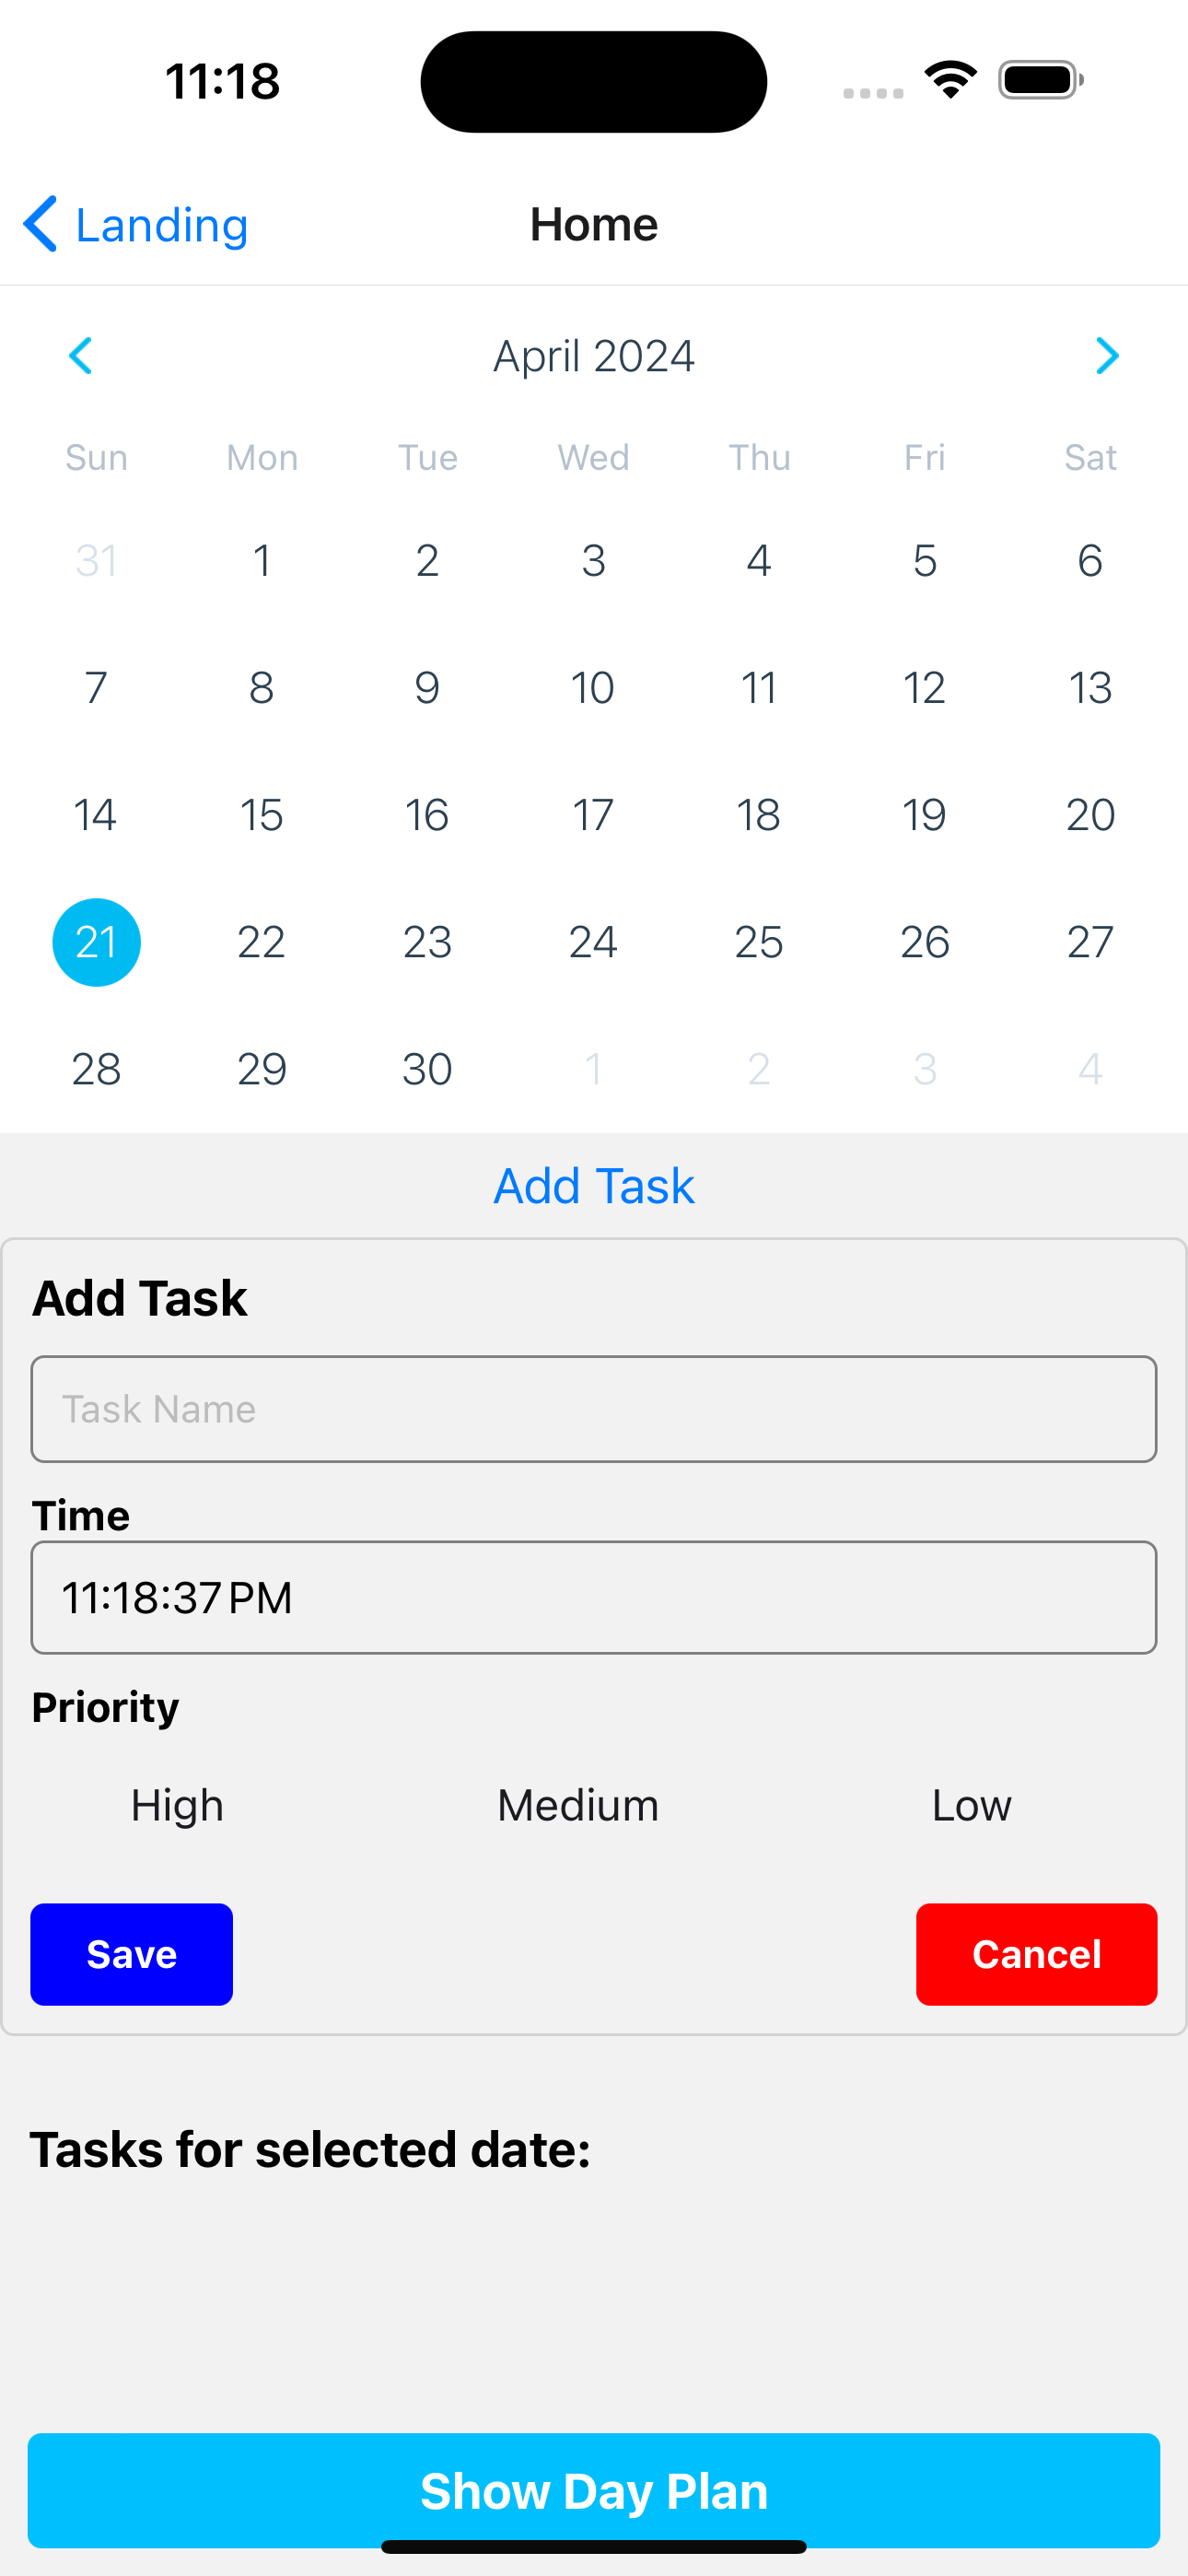 11:18
Landing Home
April 2024
Sun Mon Tue Wed Thu Fri Sat
31 1 2 3 4 5 6
7 8 9 10 11 12 13
14 15 16 17 18 19 20
21 22 23 24 25 26 27
28 29 30 1 2 3 4
Add Task
Add Task
Task Name
Time
11:18:37 PM
Priority
High Medium Low
Save Cancel
Tasks for selected date:
Show Day Plan